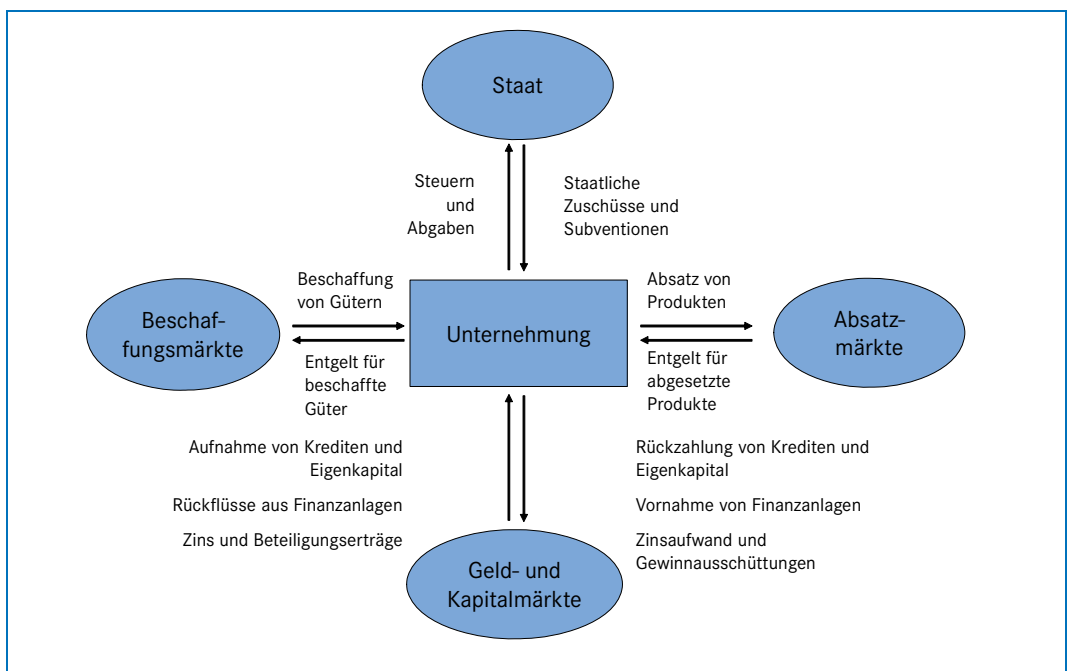 Staat
Steuern
und
Abgaben
Staatliche
Zuschüsse und
Subventionen
Beschaf-
fungsmärkte
Beschaffung
von Gütern
Entgelt für
beschaffte
Güter
Unternehmung
Absatz von
Produkten
Entgelt für
abgesetzte
Produkte
Absatz-
märkte
Aufnahme von Krediten und
Eigenkapital
Rückflüsse aus Finanzanlagen
Zins und Beteiligungserträge
Rückzahlung von Krediten und
Eigenkapital
Vornahme von Finanzanlagen
Zinsaufwand und
Gewinnausschüttungen
Geld- und
Kapitalmärkte